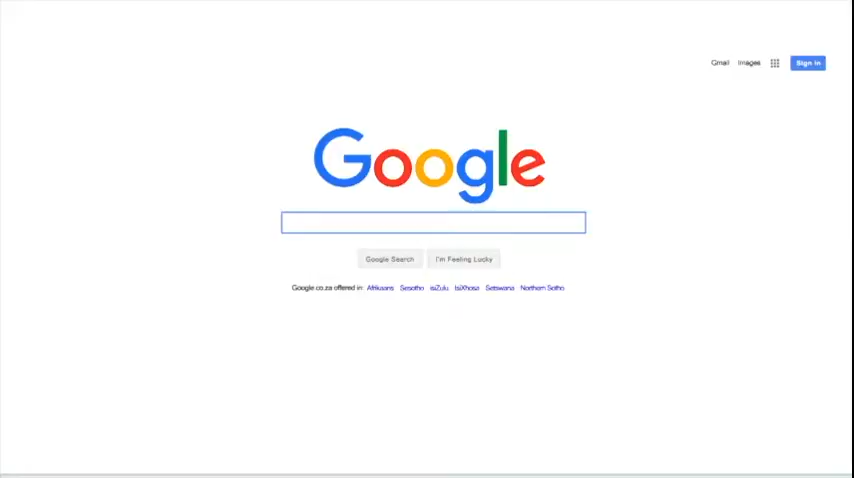 Gmail Images Sign in
Google
Google Search I'm Feeling Lucky
Google.co.za offered in: Afrikaans Sesotho isiZulu IsiXhosa Setswana Northern Sotho